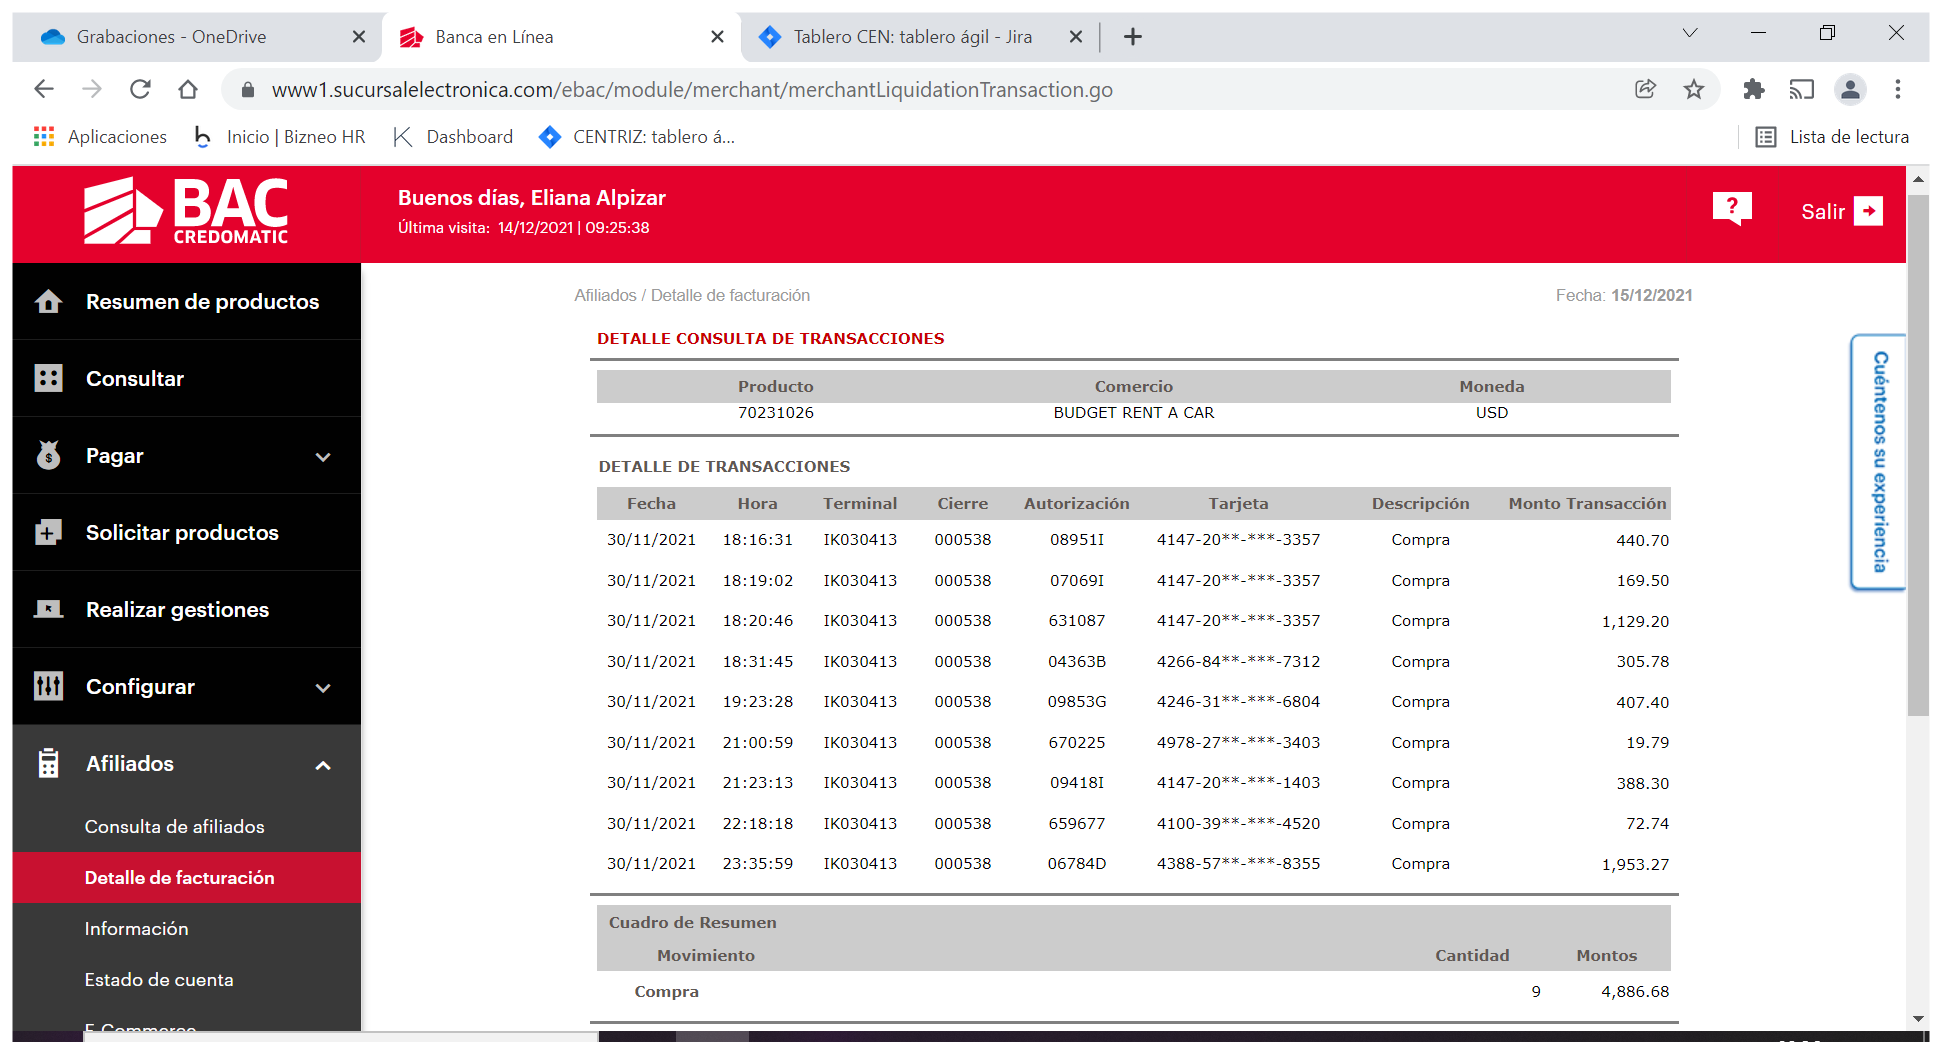 Grabaciones - OneDrive
Banca en Línea
Tablero CEN: tablero ágil - Jira
www1.sucursalelectronica.com/ebac/module/merchant/merchantLiquidationTransaction.go
Aplicaciones
Inicio | Bizneo HR
Dashboard
CENTRIZ: tablero á...
Lista de lectura
BAC
CREDOMATIC
Buenos días, Eliana Alpizar
Última visita: 14/12/2021 | 09:25:38
?
Salir
Resumen de productos
Consultar
Pagar
Solicitar productos
Realizar gestiones
Configurar
Afiliados
Consulta de afiliados
Detalle de facturación
Información
Estado de cuenta
E-Commerce
Afiliados / Detalle de facturación
Fecha: 15/12/2021
DETALLE CONSULTA DE TRANSACCIONES
Producto Comercio Moneda
70231026 BUDGET RENT A CAR USD
DETALLE DE TRANSACCIONES
Fecha Hora Terminal Cierre Autorización Tarjeta Descripción Monto Transacción
30/11/2021 18:16:31 IK030413 000538 08951I 4147-20**-***-3357 Compra 440.70
30/11/2021 18:19:02 IK030413 000538 07069I 4147-20**-***-3357 Compra 169.50
30/11/2021 18:20:46 IK030413 000538 631087 4147-20**-***-3357 Compra 1,129.20
30/11/2021 18:31:45 IK030413 000538 04363B 4266-84**-***-7312 Compra 305.78
30/11/2021 19:23:28 IK030413 000538 09853G 4246-31**-***-6804 Compra 407.40
30/11/2021 21:00:59 IK030413 000538 670225 4978-27**-***-3403 Compra 19.79
30/11/2021 21:23:13 IK030413 000538 09418I 4147-20**-***-1403 Compra 388.30
30/11/2021 22:18:18 IK030413 000538 659677 4100-39**-***-4520 Compra 72.74
30/11/2021 23:35:59 IK030413 000538 06784D 4388-57**-***-8355 Compra 1,953.27
Cuadro de Resumen
Movimiento Cantidad Montos
Compra 9 4,886.68
Cuéntenos su experiencia